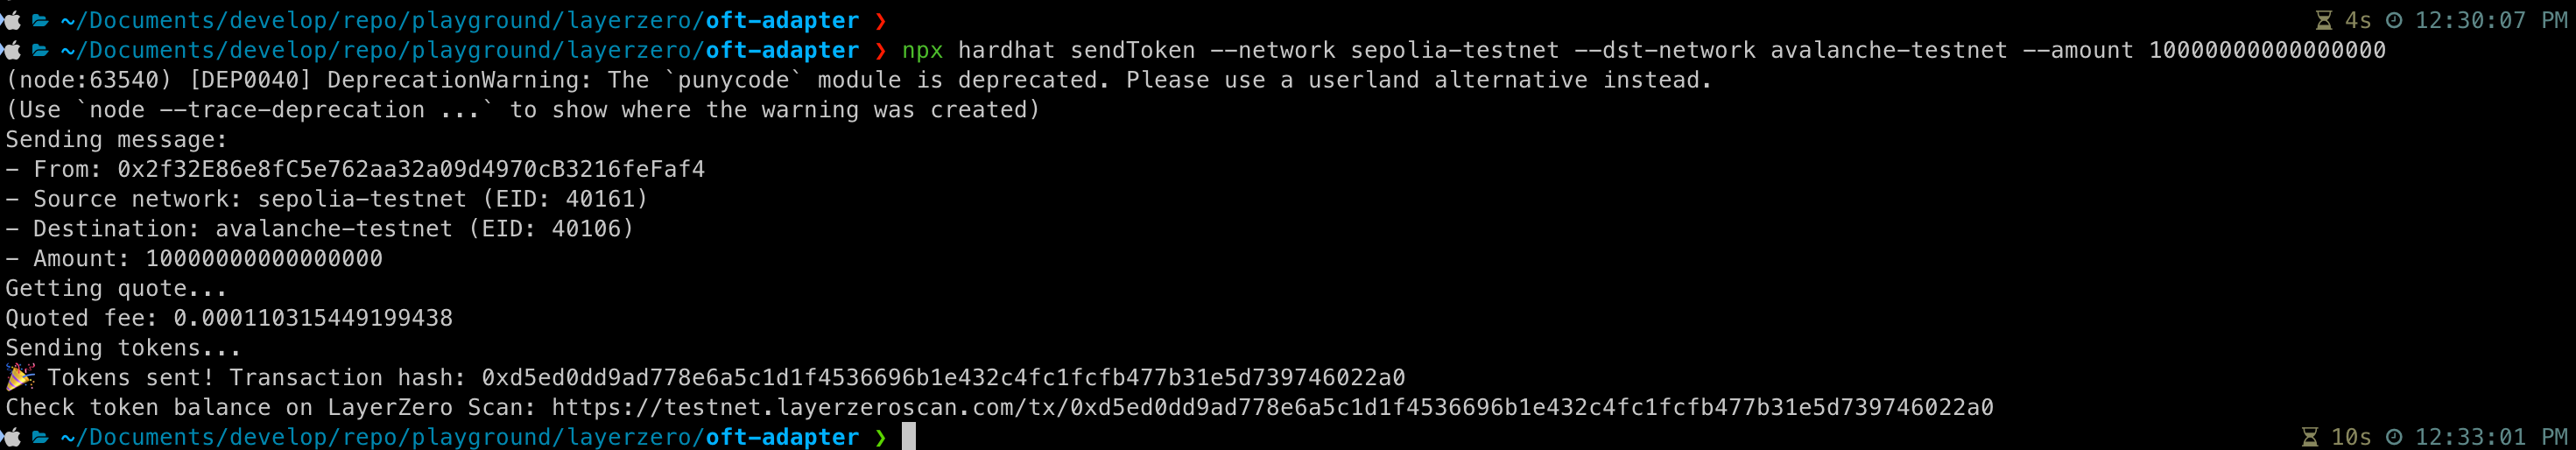 ~/Documents/develop/repo/playground/layerzero/oft-adapter ❯ 4s 12:30:07 PM
~/Documents/develop/repo/playground/layerzero/oft-adapter ❯ npx hardhat sendToken --network sepolia-testnet --dst-network avalanche-testnet --amount 10000000000000000
(node:63540) [DEP0040] DeprecationWarning: The `punycode` module is deprecated. Please use a userland alternative instead.
(Use `node --trace-deprecation ...` to show where the warning was created)
Sending message:
- From: 0x2f32E86e8fC5e762aa32a09d4970cB3216feFaf4
- Source network: sepolia-testnet (EID: 40161)
- Destination: avalanche-testnet (EID: 40106)
- Amount: 10000000000000000
Getting quote...
Quoted fee: 0.000110315449199438
Sending tokens...
🎉 Tokens sent! Transaction hash: 0xd5ed0dd9ad778e6a5c1d1f4536696b1e432c4fc1fcfb477b31e5d739746022a0
Check token balance on LayerZero Scan: https://testnet.layerzeroscan.com/tx/0xd5ed0dd9ad778e6a5c1d1f4536696b1e432c4fc1fcfb477b31e5d739746022a0
~/Documents/develop/repo/playground/layerzero/oft-adapter ❯ 10s 12:33:01 PM